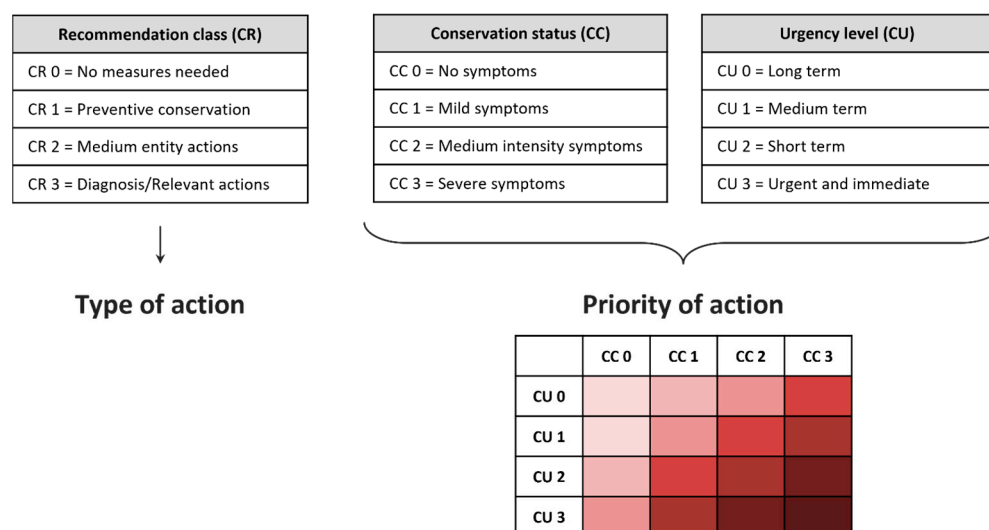 Recommendation class (CR)
CR 0 = No measures needed
CR 1 = Preventive conservation
CR 2 = Medium entity actions
CR 3 = Diagnosis/Relevant actions
Conservation status (CC)
CC 0 = No symptoms
CC 1 = Mild symptoms
CC 2 = Medium intensity symptoms
CC 3 = Severe symptoms
Urgency level (CU)
CU 0 = Long term
CU 1 = Medium term
CU 2 = Short term
CU 3 = Urgent and immediate
Type of action
Priority of action
CC 0 CC 1 CC 2 CC 3
CU 0
CU 1
CU 2
CU 3